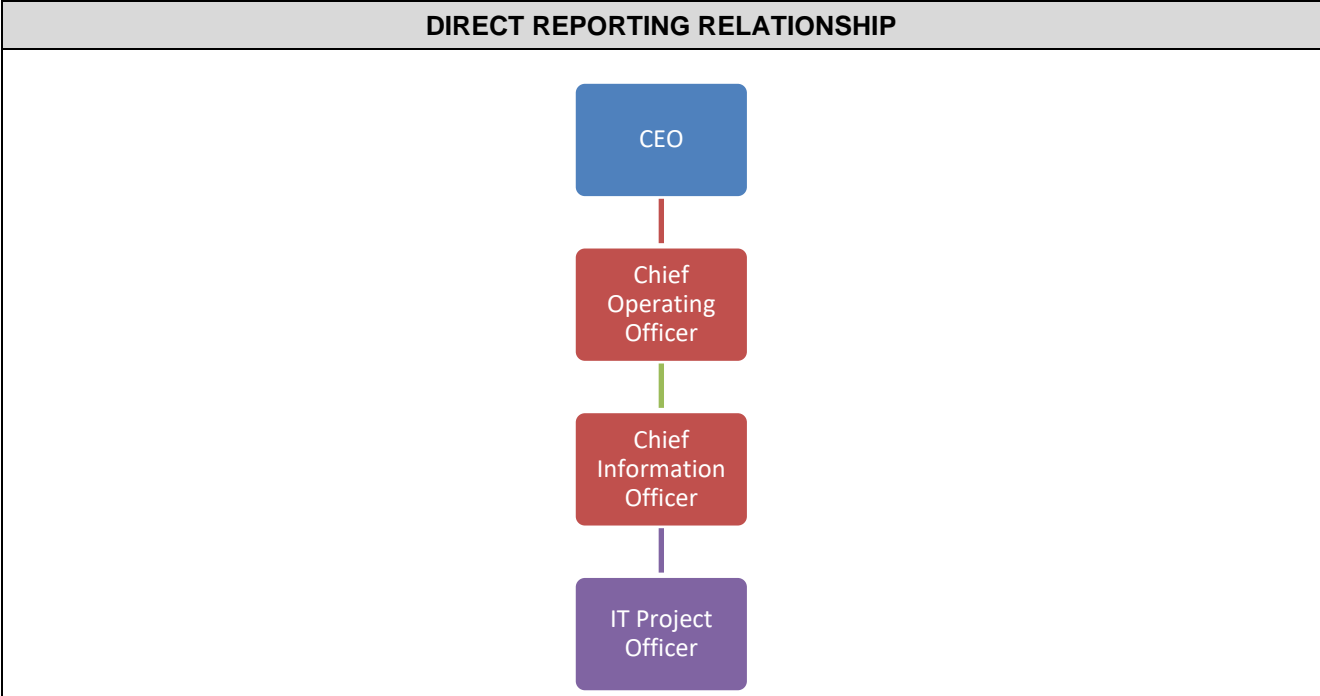 DIRECT REPORTING RELATIONSHIP
CEO
Chief
Operating
Officer
Chief
Information
Officer
IT Project
Officer